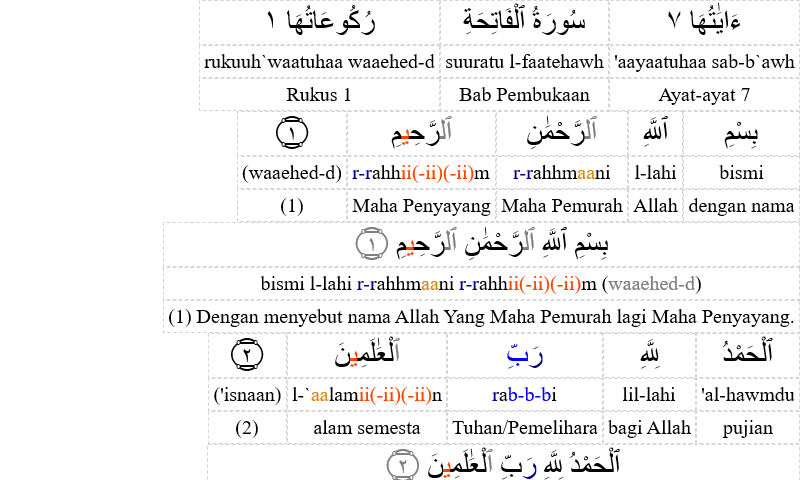 ءَايَٰتُهَا ٧ سُورَةُ ٱلْفَاتِحَةِ رُكُوعَاتُهَا ١
rukuuh`waatuhaa waaehed-d suuratu l-faatehawh 'aayaatuhaa sab-b`awh
Rukus 1 Bab Pembukaan Ayat-ayat 7
بِسْمِ ٱللَّهِ ٱلرَّحْمَٰنِ ٱلرَّحِيمِ ١
(waaehed-d) r-rahhii(-ii)(-ii)m r-rahhmaani l-lahi bismi
(1) Maha Penyayang Maha Pemurah Allah dengan nama
بِسْمِ ٱللَّهِ ٱلرَّحْمَٰنِ ٱلرَّحِيمِ ١
bismi l-lahi r-rahhmaani r-rahhii(-ii)(-ii)m (waaehed-d)
(1) Dengan menyebut nama Allah Yang Maha Pemurah lagi Maha Penyayang.
ٱلْحَمْدُ لِلَّهِ رَبِّ ٱلْعَٰلَمِينَ ٢
('isnaan) l-`aalamii(-ii)(-ii)n rab-b-bi lil-lahi 'al-hawmdu
(2) alam semesta Tuhan/Pemelihara bagi Allah pujian
ٱلْحَمْدُ لِلَّهِ رَبِّ ٱلْعَٰلَمِينَ ٢